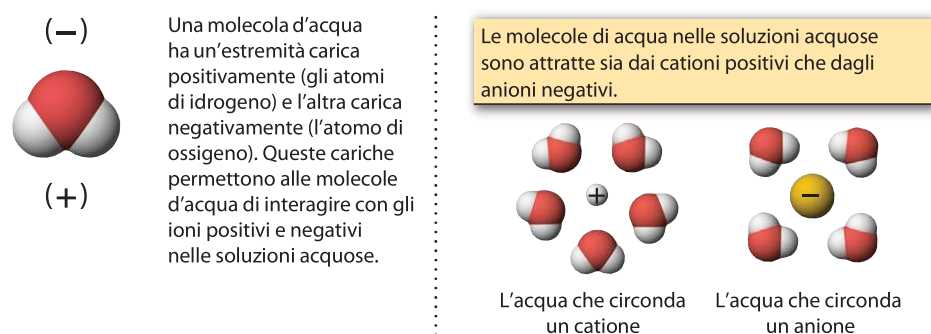 (−)
(+)
Una molecola d'acqua
ha un'estremità carica
positivamente (gli atomi
di idrogeno) e l'altra carica
negativamente (l'atomo di
ossigeno). Queste cariche
permettono alle molecole
d'acqua di interagire con gli
ioni positivi e negativi
nelle soluzioni acquose.
Le molecole di acqua nelle soluzioni acquose
sono attratte sia dai cationi positivi che dagli
anioni negativi.
+
−
L'acqua che circonda
un catione
L'acqua che circonda
un anione